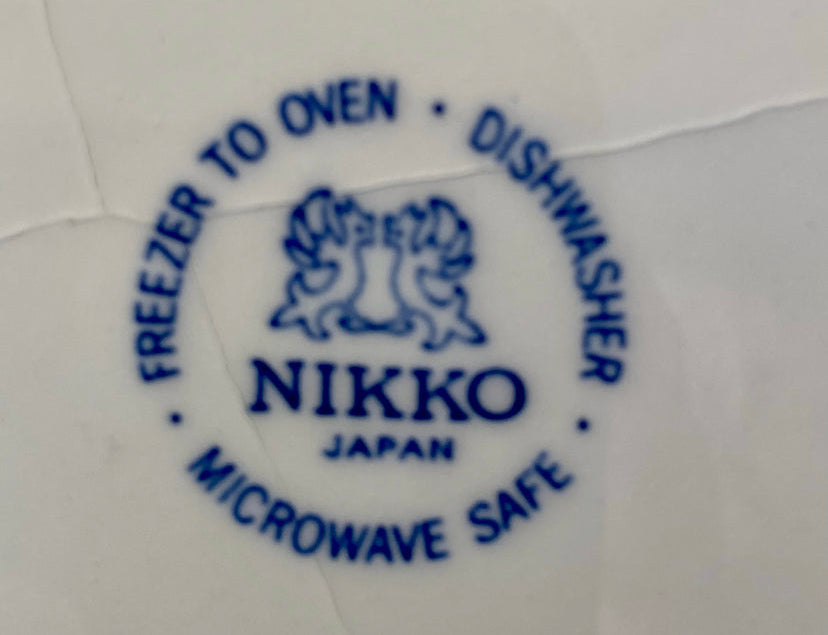 FREEZER TO OVEN · DISHWASHER · MICROWAVE SAFE ·
NIKKO
JAPAN